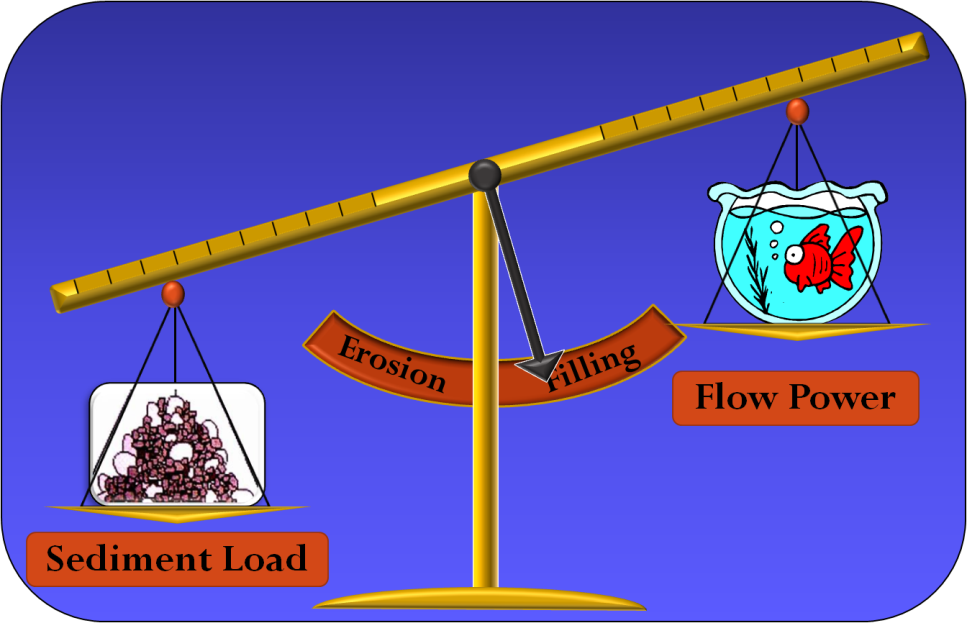 Erosion
Filling
Flow Power
Sediment Load